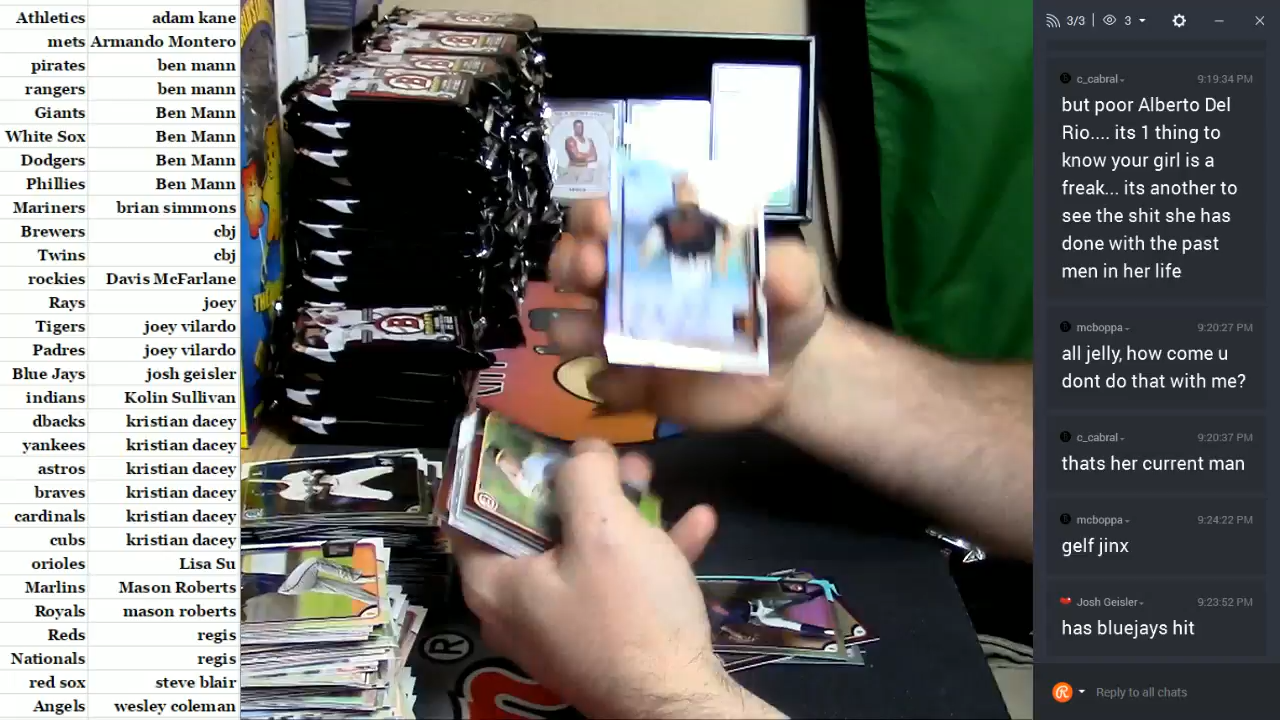 Athletics adam kane
mets Armando Montero
pirates ben mann
rangers ben mann
Giants Ben Mann
White Sox Ben Mann
Dodgers Ben Mann
Phillies Ben Mann
Mariners brian simmons
Brewers cbj
Twins cbj
rockies Davis McFarlane
Rays joey
Tigers joey vilardo
Padres joey vilardo
Blue Jays josh geisler
indians Kolin Sullivan
dbacks kristian dacey
yankees kristian dacey
astros kristian dacey
braves kristian dacey
cardinals kristian dacey
cubs kristian dacey
orioles Lisa Su
Marlins Mason Roberts
Royals mason roberts
Reds regis
Nationals regis
red sox steve blair
Angels wesley coleman
3/3 3
c_cabral 9:19:34 PM
but poor Alberto Del
Rio.... its 1 thing to
know your girl is a
freak... its another to
see the shit she has
done with the past
men in her life
mcboppa 9:20:27 PM
all jelly, how come u
dont do that with me?
c_cabral 9:20:37 PM
thats her current man
mcboppa 9:24:22 PM
gelf jinx
Josh Geisler 9:23:52 PM
has bluejays hit
Reply to all chats